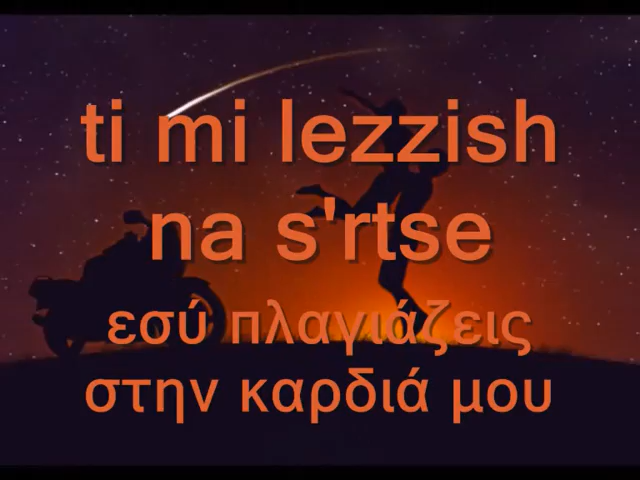 ti mi lezzish
na s'rtse
εσύ πλαγιάζεις
στην καρδιά μου